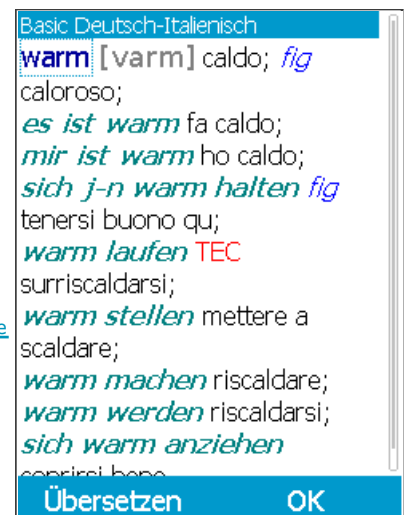 Basic Deutsch-Italienisch
warm [varm] caldo; fig
caloroso;
es ist warm fa caldo;
mir ist warm ho caldo;
sich j-n warm halten fig
tenersi buono qu;
warm laufen TEC
surriscaldarsi;
warm stellen mettere a
scaldare;
warm machen riscaldare;
warm werden riscaldarsi;
sich warm anziehen
coprirsi bene
Übersetzen OK
e